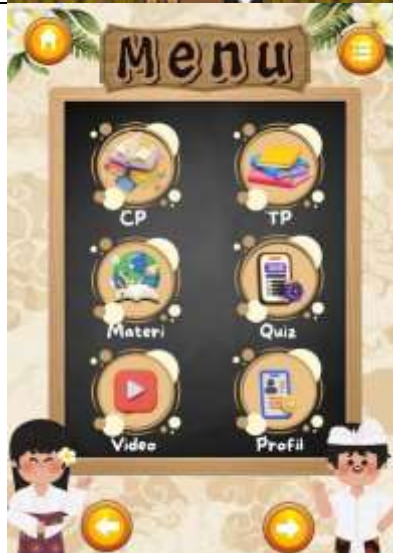 Menu
CP
TP
Materi
Quiz
Video
Profil